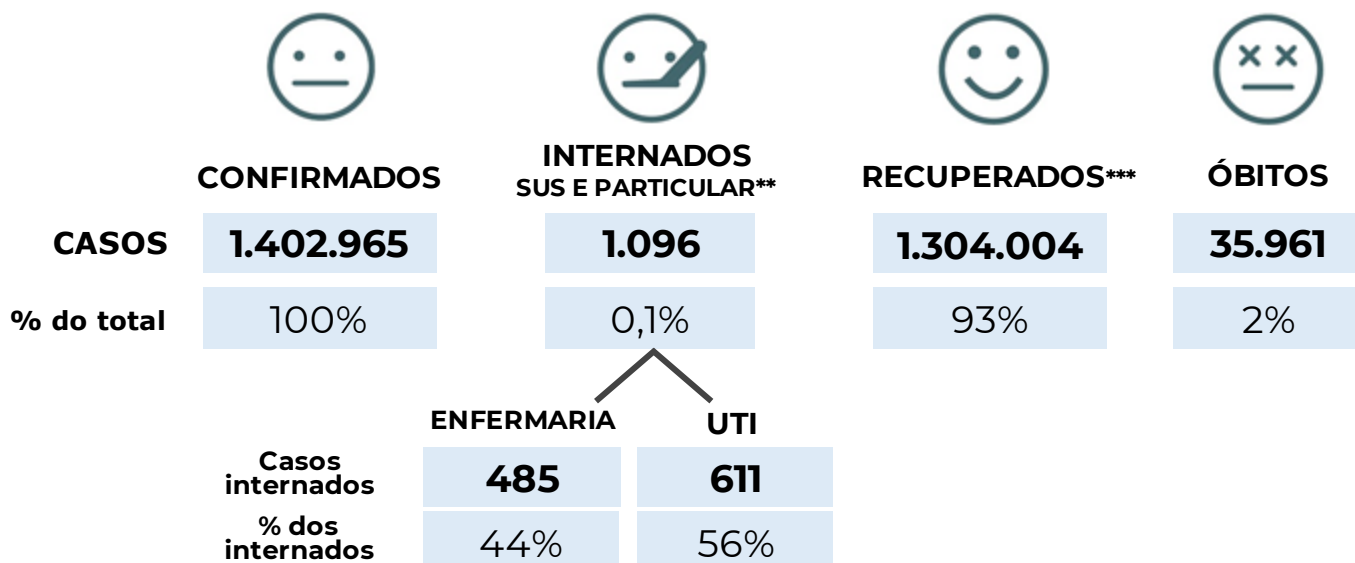 CONFIRMADOS
INTERNADOS
SUS E PARTICULAR**
RECUPERADOS***
ÓBITOS
CASOS 1.402.965 1.096 1.304.004 35.961
% do total 100% 0,1% 93% 2%
ENFERMARIA UTI
Casos
internados
485 611
% dos
internados
44% 56%